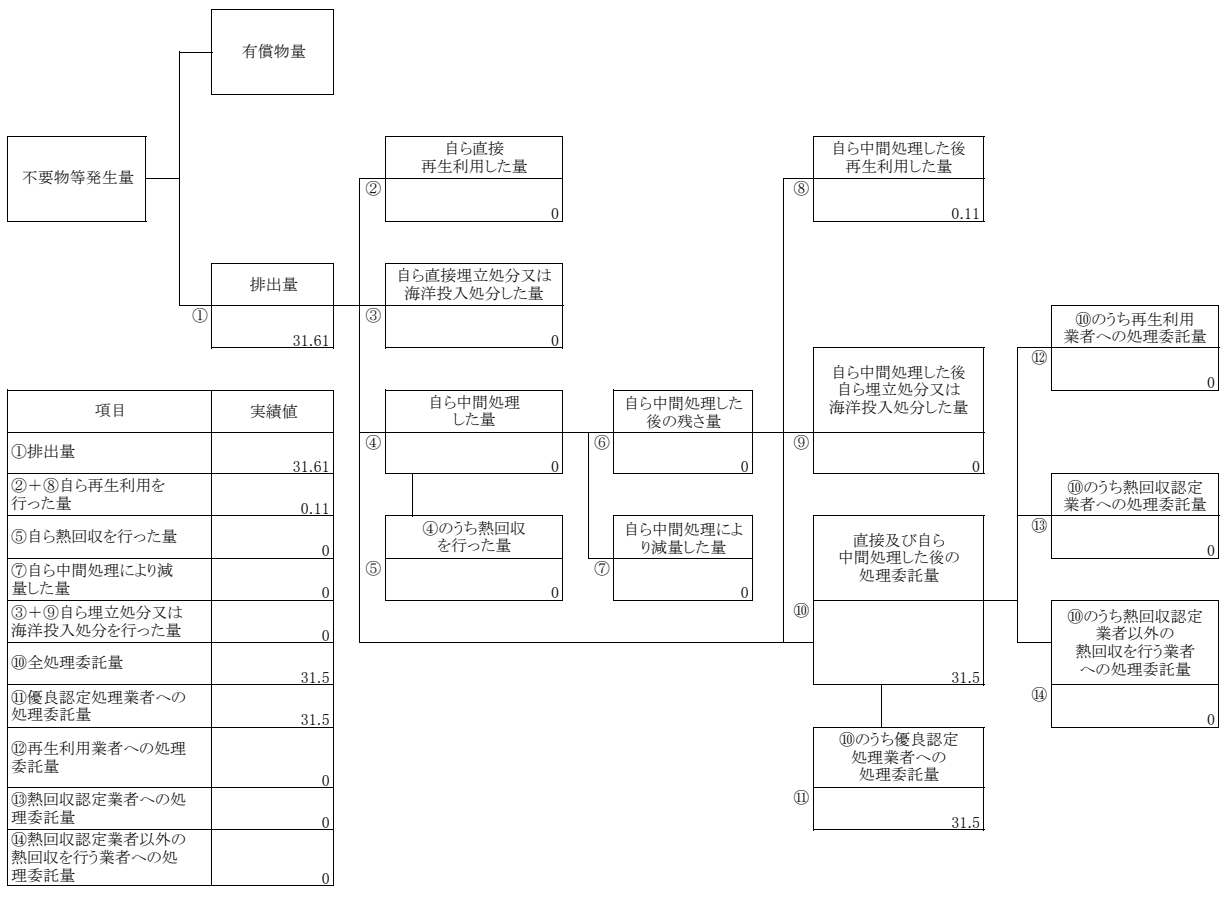 有償物量
不要物等発生量
排出量
①
31.61
自ら直接
再生利用した量
②
0
自ら直接埋立処分又は
海洋投入処分した量
③
0
自ら中間処理
した量
④
0
④のうち熱回収
を行った量
⑤
0
自ら中間処理した
後の残さ量
⑥
0
自ら中間処理によ
り減量した量
⑦
0
自ら中間処理した後
再生利用した量
⑧
0.11
自ら中間処理した後
自ら埋立処分又は
海洋投入処分した量
⑨
0
直接及び自ら
中間処理した後の
処理委託量
⑩
31.5
⑩のうち優良認定
処理業者への
処理委託量
⑪
31.5
⑩のうち再生利用
業者への処理委託量
⑫
0
⑩のうち熱回収認定
業者への処理委託量
⑬
0
⑩のうち熱回収認定
業者以外の
熱回収を行う業者
への処理委託量
⑭
0
項目 実績値
①排出量
31.61
②+⑧自ら再生利用を
行った量
0.11
⑤自ら熱回収を行った量
0
⑦自ら中間処理により減
量した量
0
③+⑨自ら埋立処分又は
海洋投入処分を行った量
0
⑩全処理委託量
31.5
⑪優良認定処理業者への
処理委託量
31.5
⑫再生利用業者への処理
委託量
0
⑬熱回収認定業者への処
理委託量
0
⑭熱回収認定業者以外の
熱回収を行う業者への処
理委託量
0